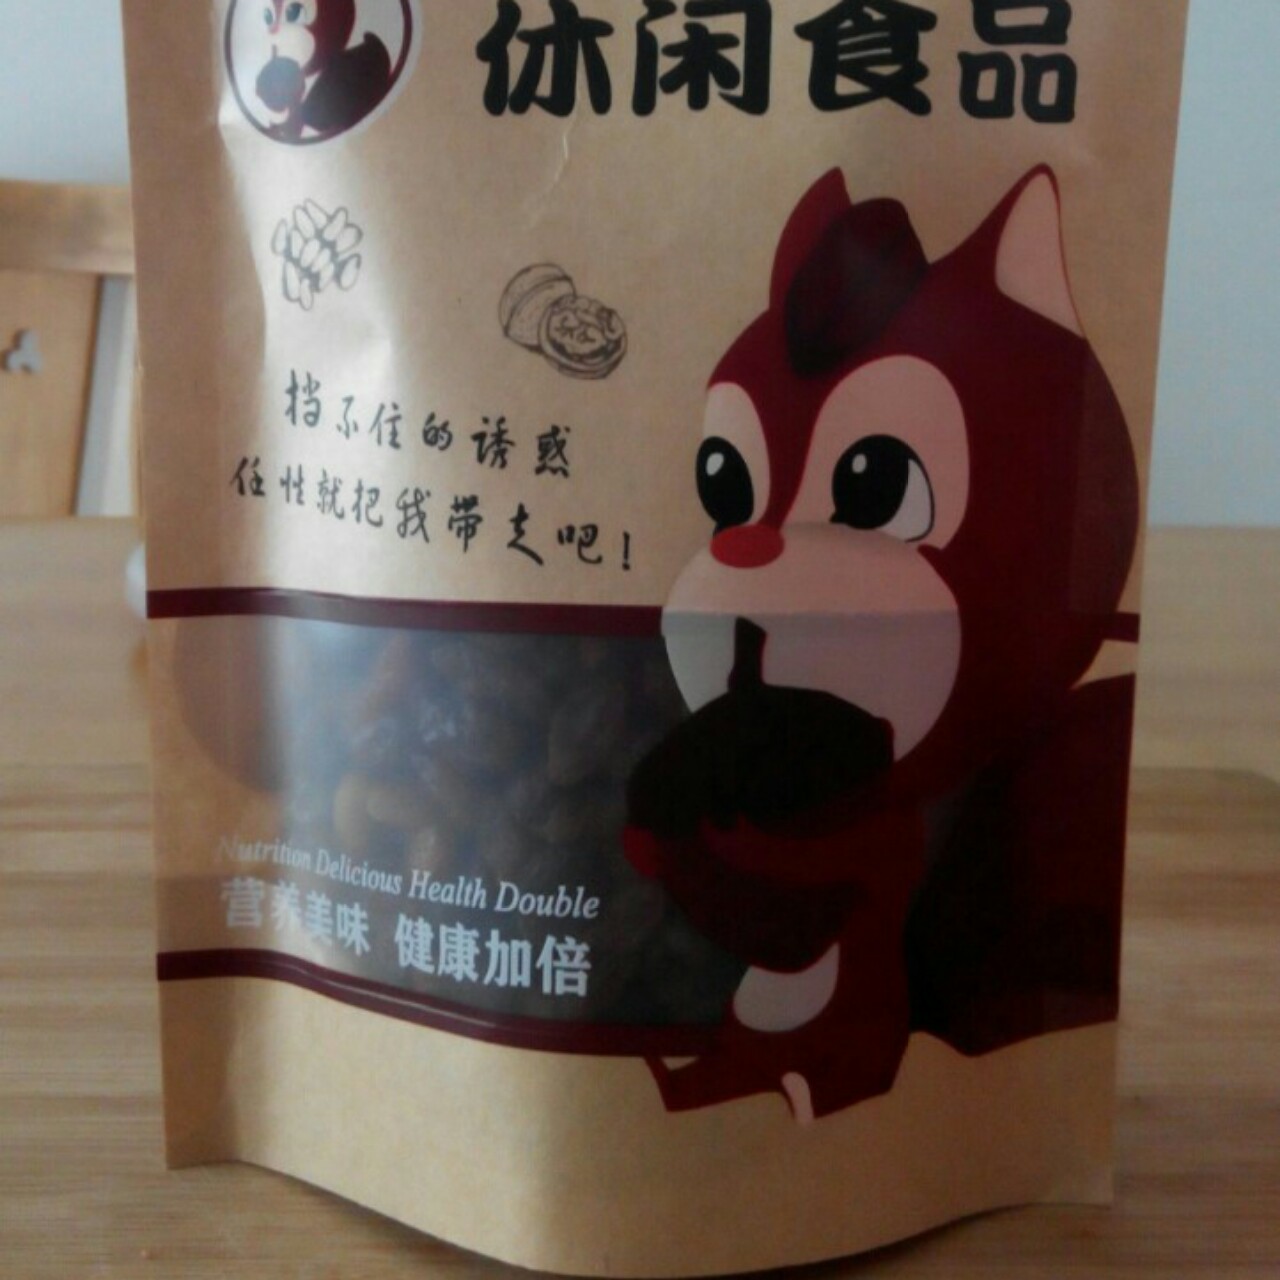 休闲食品
挡不住的诱惑
任性就把我带走吧!
Nutrition Delicious Health Double
营养美味 健康加倍